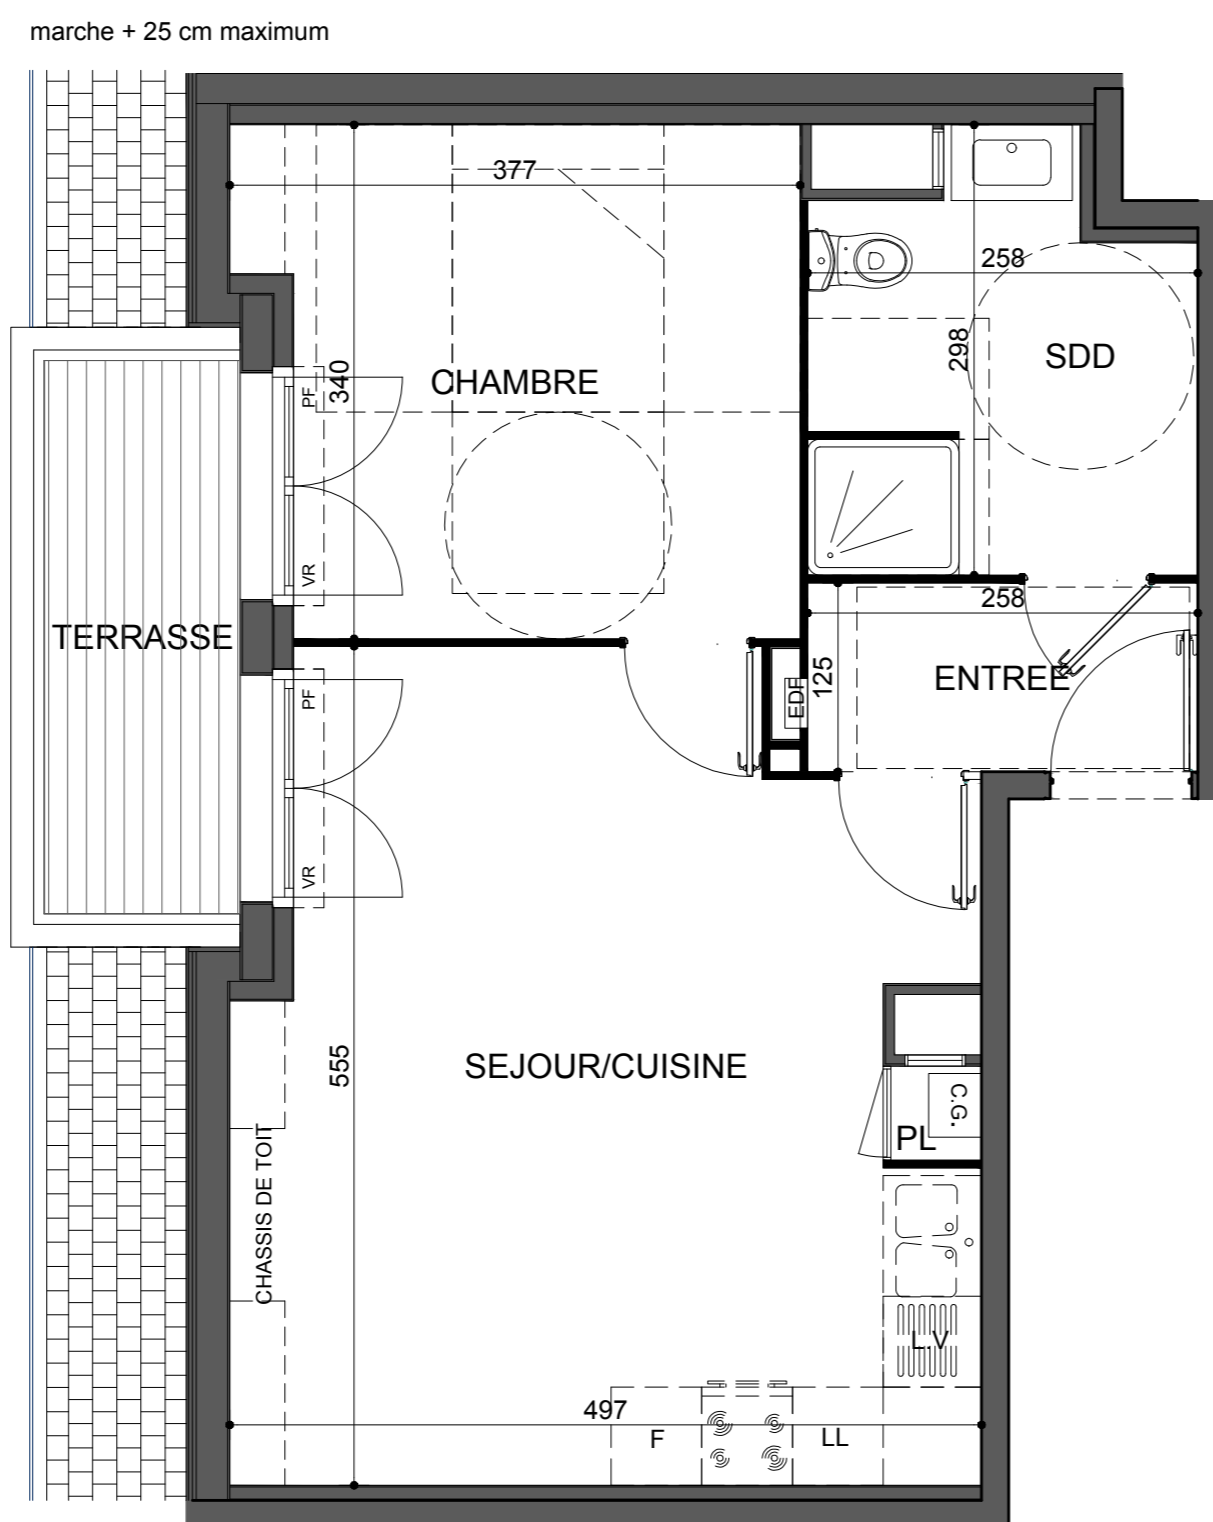 marche + 25 cm maximum
377
258
298
SDD
340
CHAMBRE
PF
VR
258
TERRASSE
125
ENTREE
EDF
PF
VR
555
SEJOUR/CUISINE
C.G.
PL
CHASSIS DE TOIT
L.V
497
F
LL